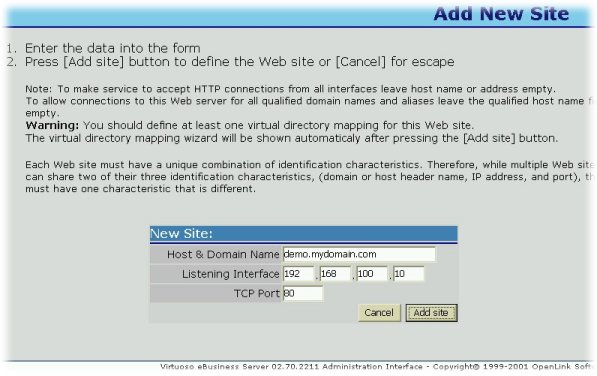 Add New Site
1. Enter the data into the form
2. Press [Add site] button to define the Web site or [Cancel] for escape
Note: To make service to accept HTTP connections from all interfaces leave host name or address empty.
To allow connections to this Web server for all qualified domain names and aliases leave the qualified host name f
empty.
Warning: You should define at least one virtual directory mapping for this Web site.
The virtual directory mapping wizard will be shown automaticaly after pressing the [Add site] button.
Each Web site must have a unique combination of identification characteristics. Therefore, while multiple Web site
can share two of their three identification characteristics, (domain or host header name, IP address, and port), th
must have one characteristic that is different.
New Site:
Host & Domain Name demo.mydomain.com
Listening Interface 192 .168 .100 .10
TCP Port 80
Cancel Add site
Virtuoso eBusiness Server 02.70.2211 Administration Interface - Copyright© 1999-2001 OpenLink Soft